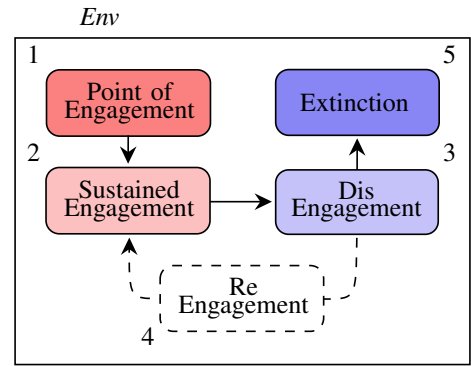 Env
1
Point of
Engagement
5
Extinction
2
Sustained
Engagement
3
Dis
Engagement
Re
Engagement
4